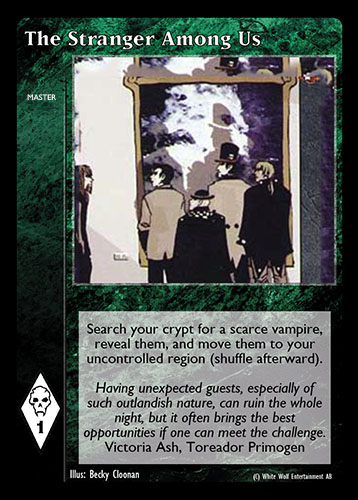 The Stranger Among Us
MASTER
Search your crypt for a scarce vampire,
reveal them, and move them to your
uncontrolled region (shuffle afterward).
Having unexpected guests, especially of
such outlandish nature, can ruin the whole
night, but it often brings the best
opportunities if one can meet the challenge.
Victoria Ash, Toreador Primogen
1
Illus: Becky Cloonan
(C) White Wolf Entertainment AB